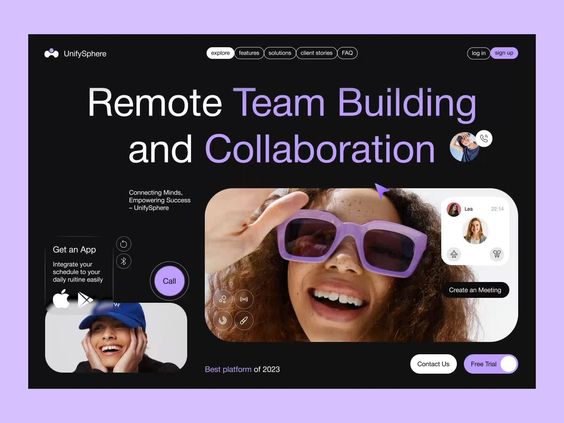 UnifySphere
explore
features
solutions
client stories
FAQ
log in
sign up
Remote Team Building
and Collaboration
Connecting Minds,
Empowering Success
– UnifySphere
Lea
22:14
Get an App
Integrate your
schedule to your
daily ruitine easily
Call
Create an Meeting
Best platform of 2023
Contact Us
Free Trial